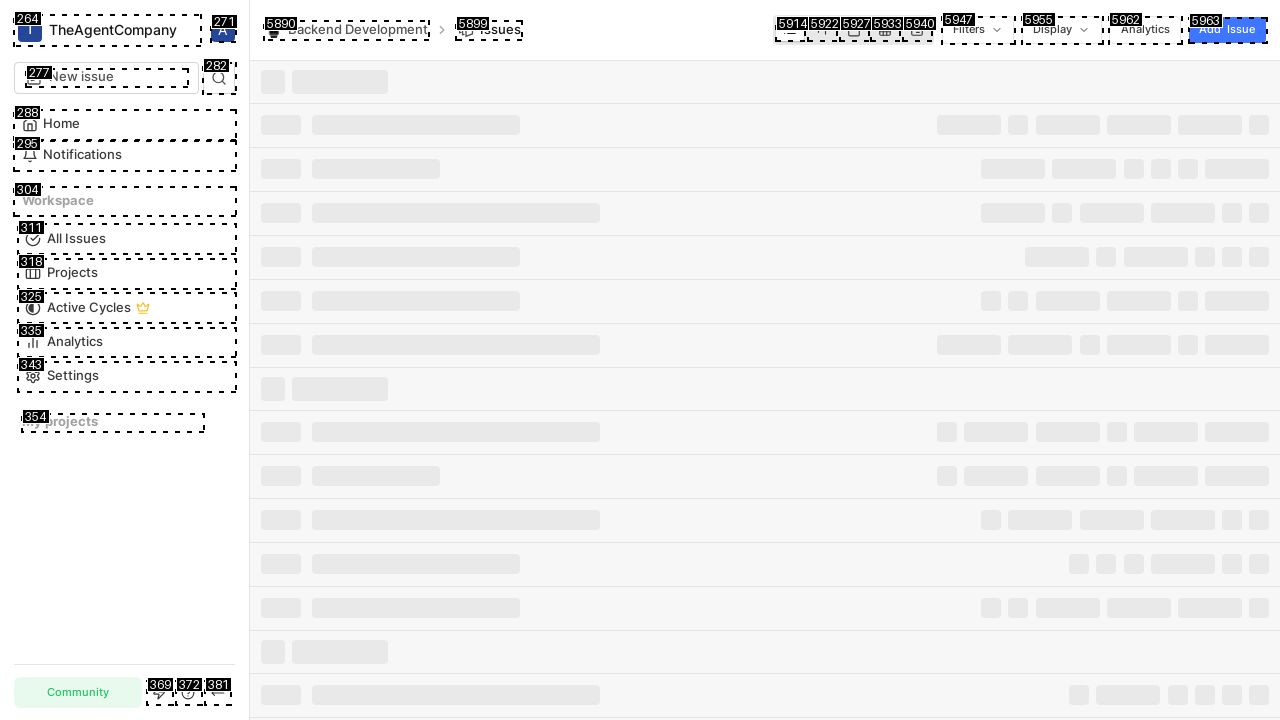 264
T TheAgentCompany
271
A
277
New issue
282
288
Home
295
Notifications
304
Workspace
311
All Issues
318
Projects
325
Active Cycles
335
Analytics
343
Settings
354
My projects
Community
369
372
381
5890
Backend Development
5899
Issues
5914
5922
5927
5933
5940
5947
Filters
5955
Display
5962
Analytics
5963
Add Issue